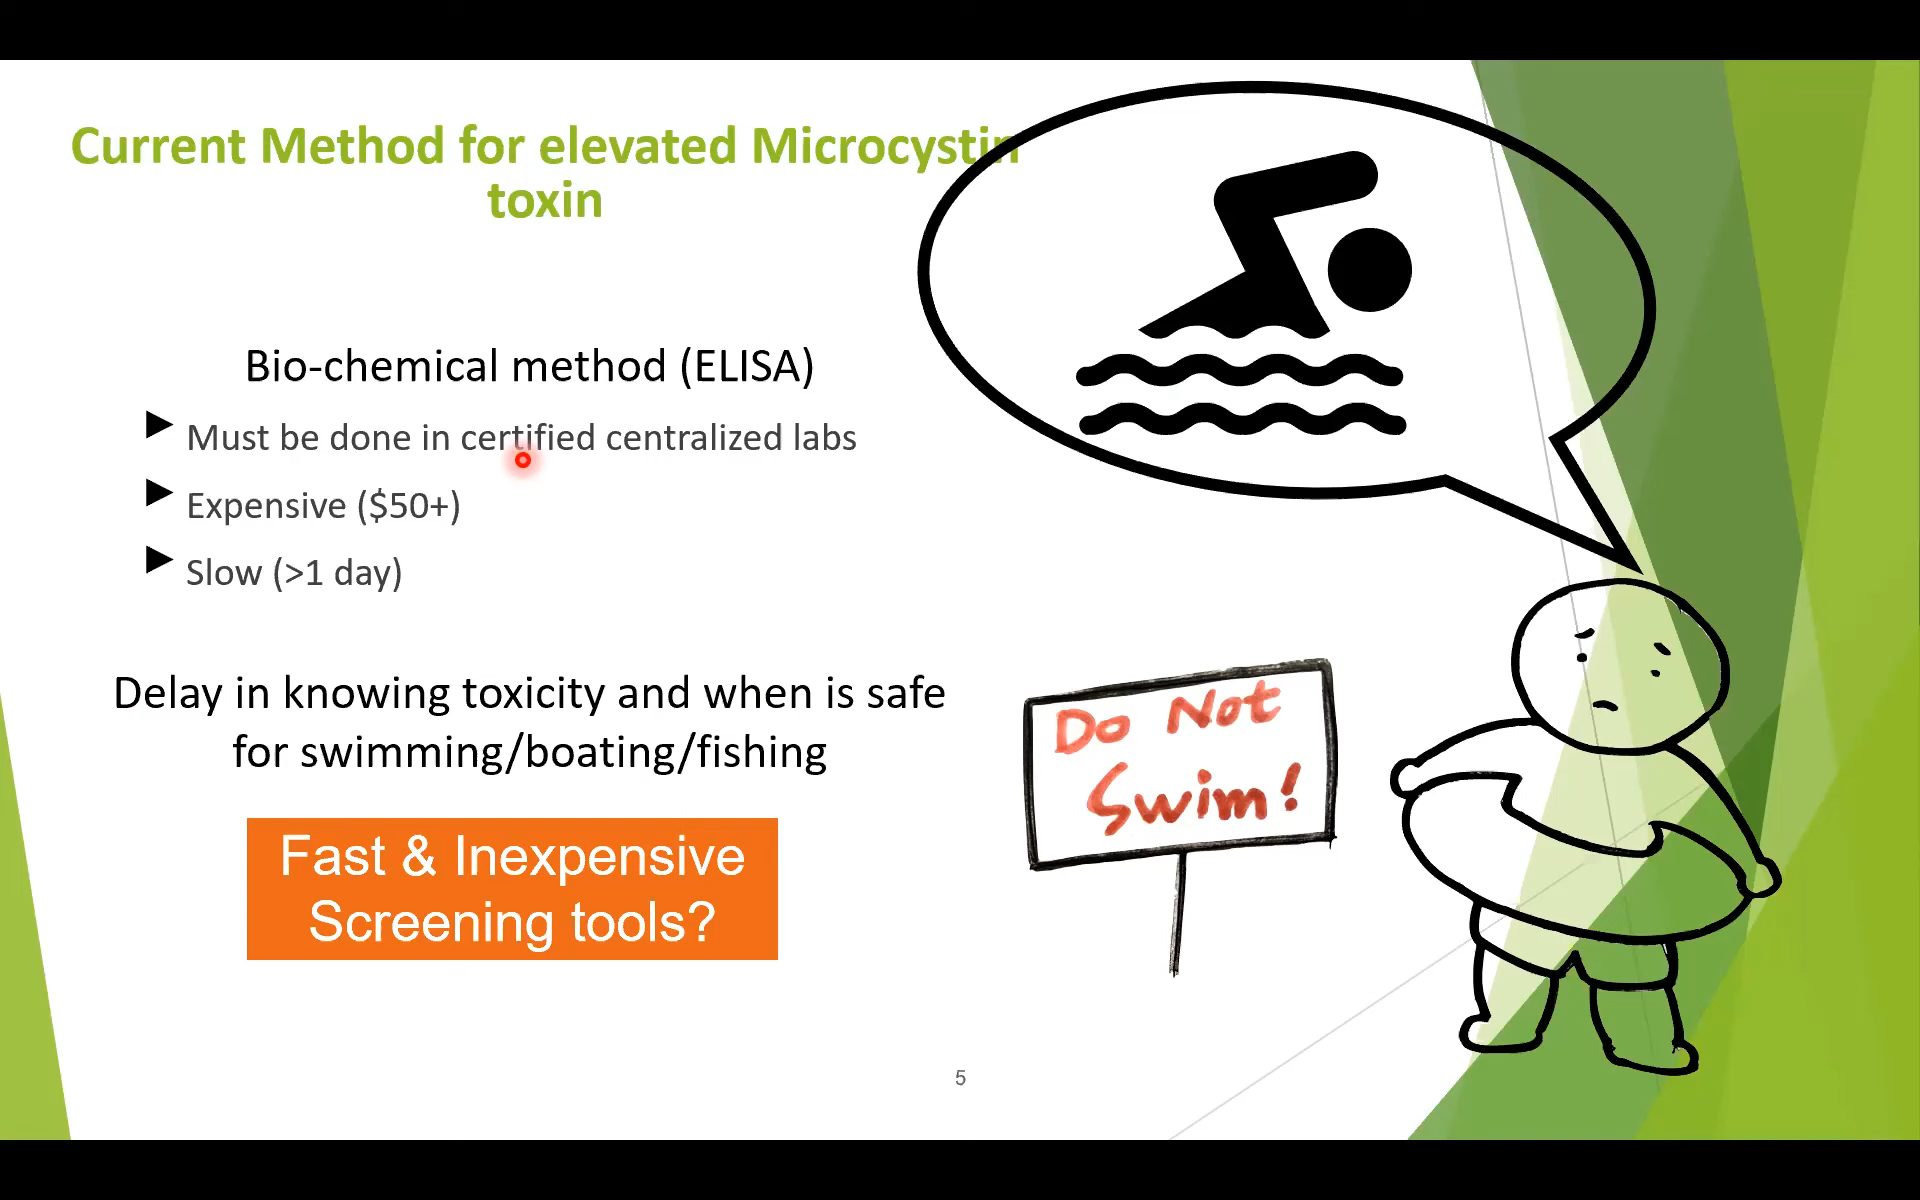 Current Method for elevated Microcystin
toxin
Bio-chemical method (ELISA)
Must be done in certified centralized labs
Expensive ($50+)
Slow (>1 day)
Delay in knowing toxicity and when is safe
for swimming/boating/fishing
Fast & Inexpensive
Screening tools?
Do Not
Swim!
5